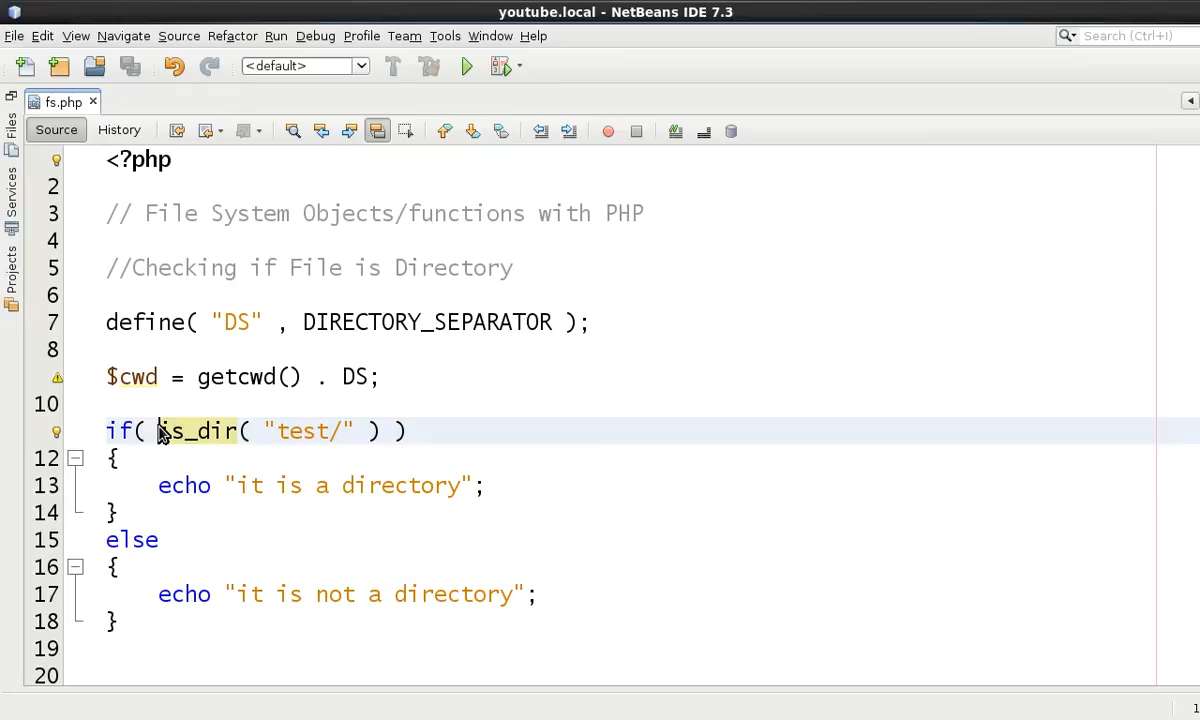 youtube.local - NetBeans IDE 7.3
File Edit View Navigate Source Refactor Run Debug Profile Team Tools Window Help
Search (Ctrl+I)
<default>
fs.php
Source History
Files
Services
Projects
<?php
2
3 // File System Objects/functions with PHP
4
5 //Checking if File is Directory
6
7 define( "DS" , DIRECTORY_SEPARATOR );
8
$cwd = getcwd() . DS;
10
if( is_dir( "test/" ) )
12 {
13 echo "it is a directory";
14 }
15 else
16 {
17 echo "it is not a directory";
18 }
19
20
1